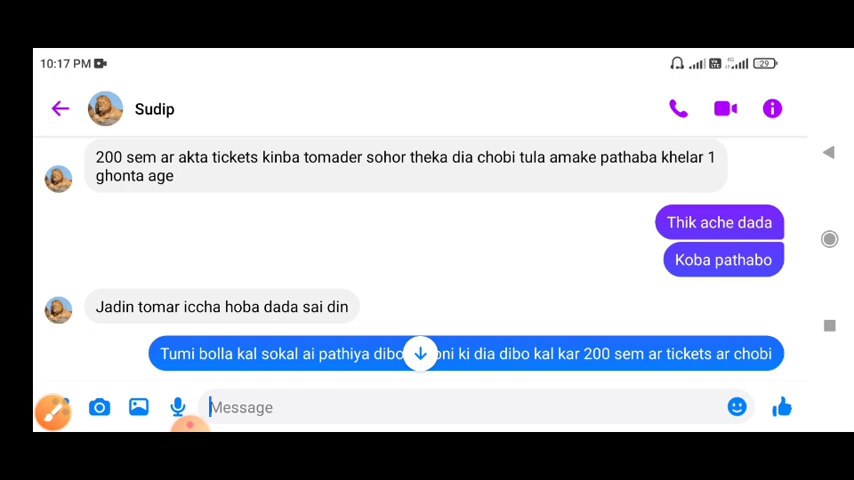 10:17 PM
29
Sudip
200 sem ar akta tickets kinba tomader sohor theka dia chobi tula amake pathaba khelar 1
ghonta age
Thik ache dada
Koba pathabo
Jadin tomar iccha hoba dada sai din
Tumi bolla kal sokal ai pathiya dibo ki dia dibo kal kar 200 sem ar tickets ar chobi
Message